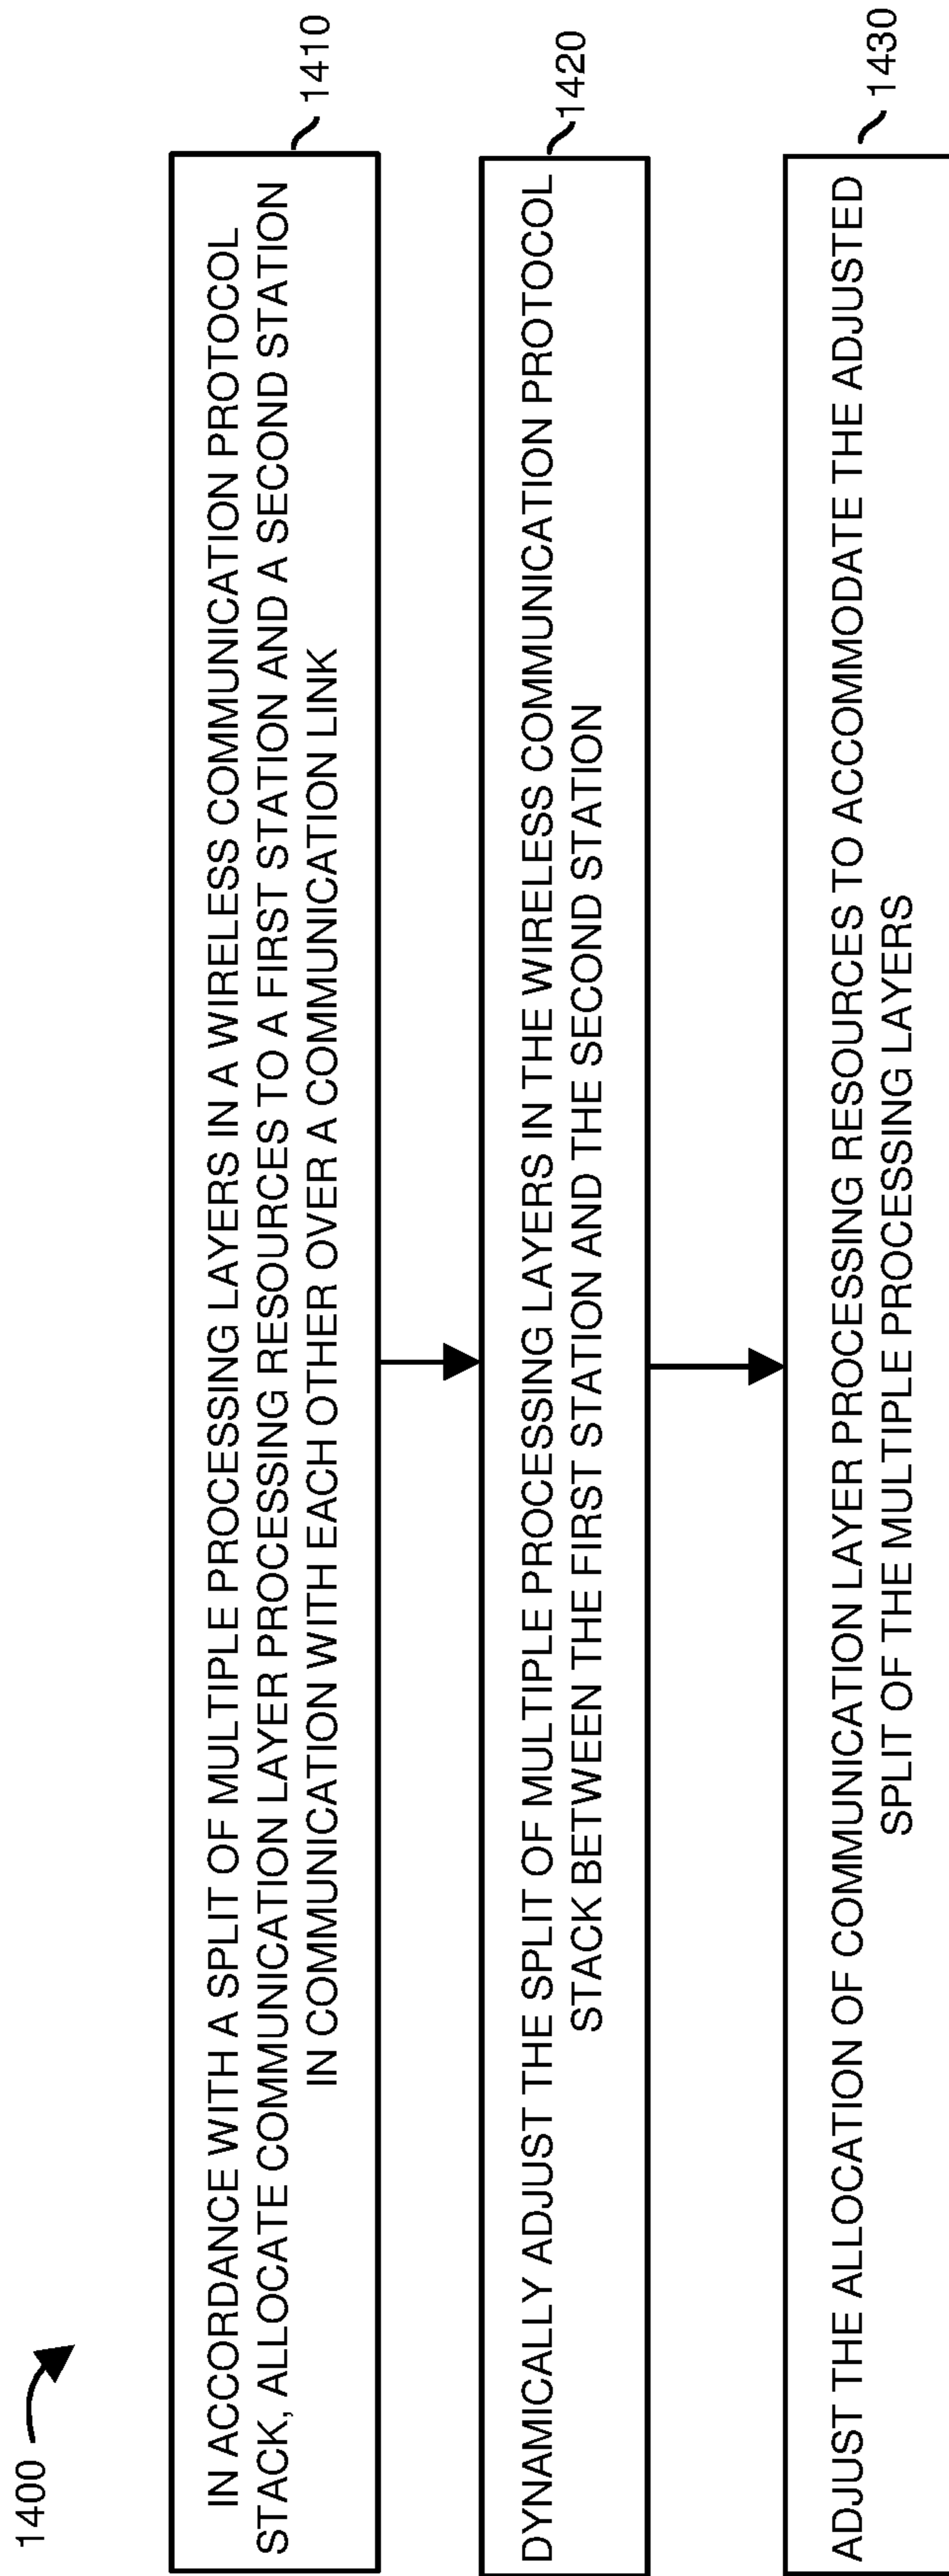 1400
IN ACCORDANCE WITH A SPLIT OF MULTIPLE PROCESSING LAYERS IN A WIRELESS COMMUNICATION PROTOCOL
STACK, ALLOCATE COMMUNICATION LAYER PROCESSING RESOURCES TO A FIRST STATION AND A SECOND STATION
IN COMMUNICATION WITH EACH OTHER OVER A COMMUNICATION LINK
1410
DYNAMICALLY ADJUST THE SPLIT OF MULTIPLE PROCESSING LAYERS IN THE WIRELESS COMMUNICATION PROTOCOL
STACK BETWEEN THE FIRST STATION AND THE SECOND STATION
1420
ADJUST THE ALLOCATION OF COMMUNICATION LAYER PROCESSING RESOURCES TO ACCOMMODATE THE ADJUSTED
SPLIT OF THE MULTIPLE PROCESSING LAYERS
1430